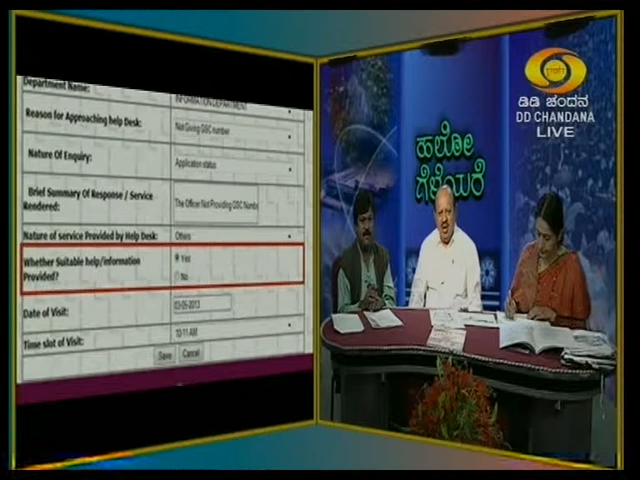 Department Name:
INFORMATION DEPARTMENT
Reason for Approaching help Desk:
Not Giving GSC number
Nature Of Enquiry:
Application status
Brief Summary Of Response / Service Rendered:
The Officer Not Providing GSC Numb
Nature of service Provided by Help Desk:
Others
Whether Suitable help/information Provided?
Yes
No
Date of Visit:
03-05-2013
Time slot of Visit:
10-11 AM
Save
Cancel
ಹಲೋ
ಗೆಳೆಯರೆ
ಡಿಡಿ ಚಂದನ
DD CHANDANA
LIVE